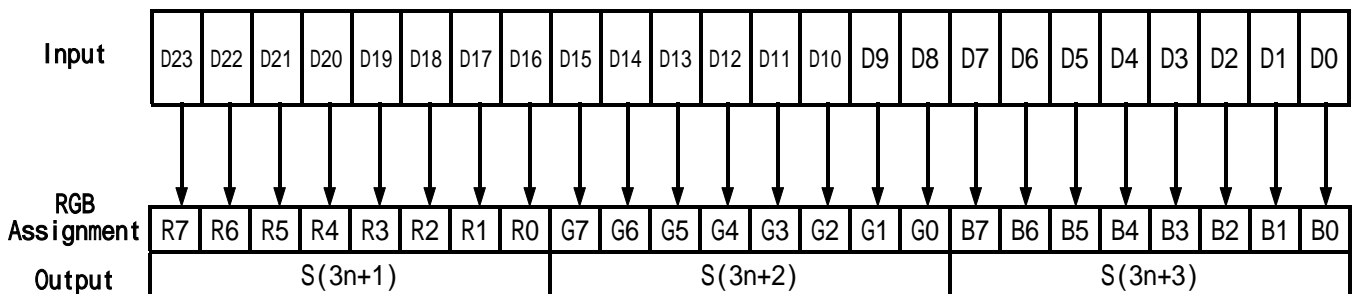 Input D23 D22 D21 D20 D19 D18 D17 D16 D15 D14 D13 D12 D11 D10 D9 D8 D7 D6 D5 D4 D3 D2 D1 D0
RGB
Assignment R7 R6 R5 R4 R3 R2 R1 R0 G7 G6 G5 G4 G3 G2 G1 G0 B7 B6 B5 B4 B3 B2 B1 B0
Output S(3n+1) S(3n+2) S(3n+3)